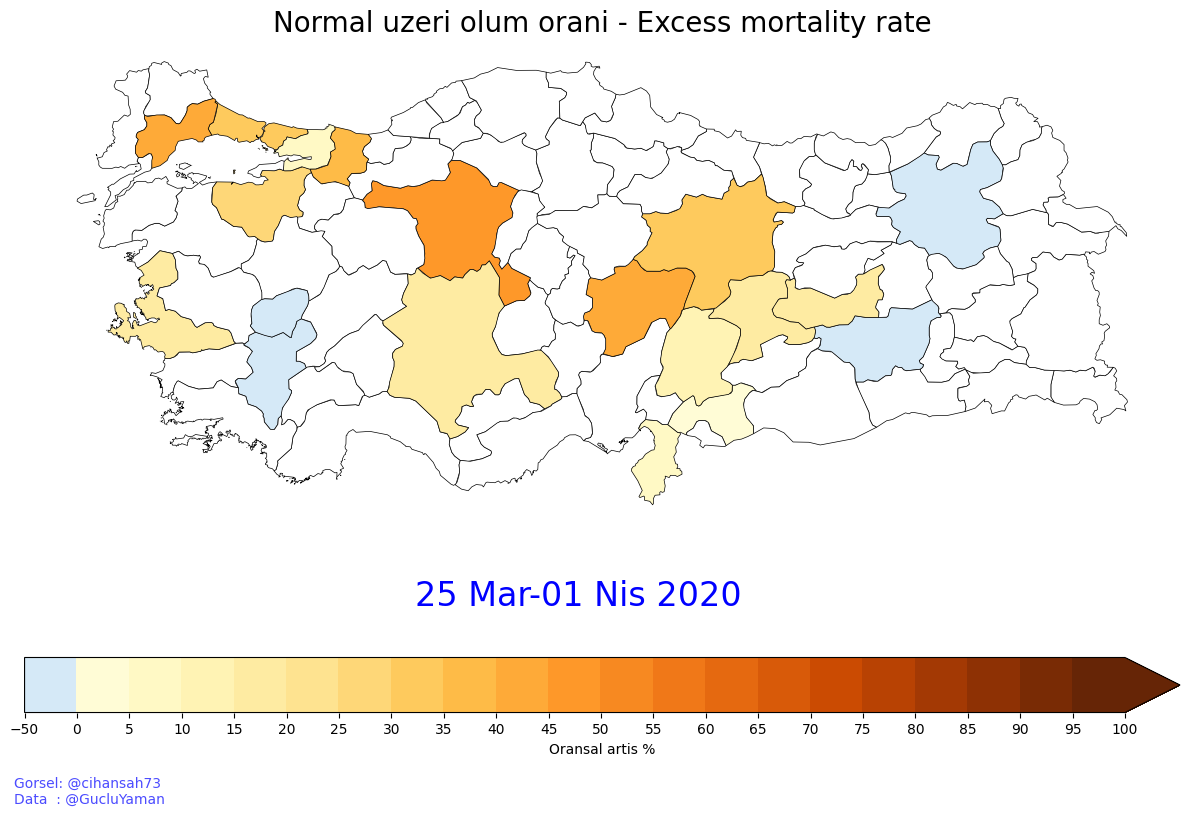 Normal uzeri olum orani - Excess mortality rate
25 Mar-01 Nis 2020
−50 0 5 10 15 20 25 30 35 40 45 50 55 60 65 70 75 80 85 90 95 100
Oransal artis %
Gorsel: @cihansah73
Data  : @GucluYaman